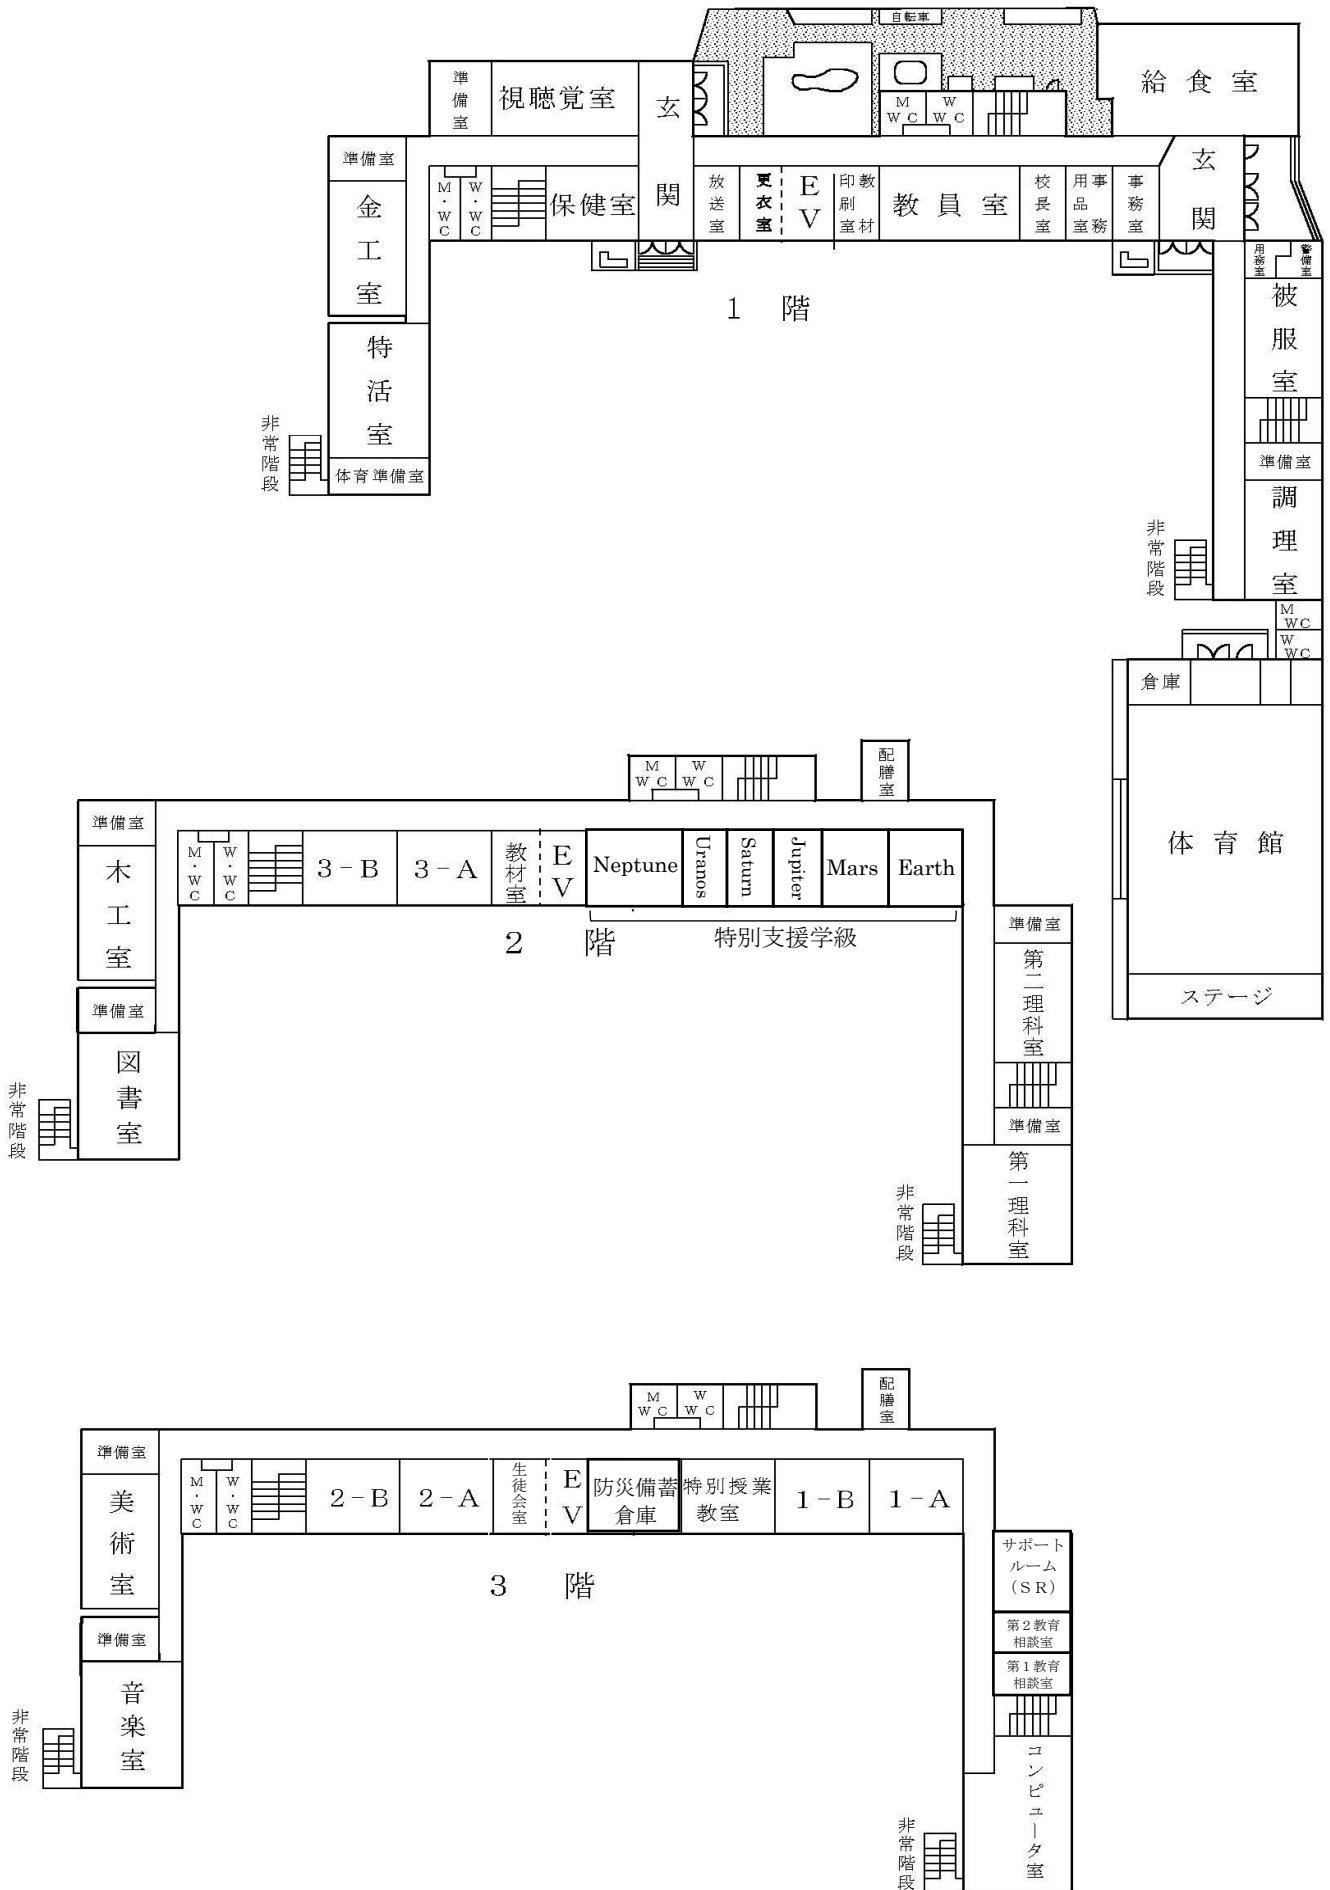 自転車
給食室
準備室
視聴覚室
玄関
M WC
W WC
準備室
金工室
M・WC
W・WC
保健室
放送室
更衣室
EV
教材印刷室
教員室
校長室
事務用品室
事務室
玄関
用務室
警備室
1 階
被服室
特活室
体育準備室
非常階段
準備室
調理室
非常階段
M WC
W WC
倉庫
体育館
ステージ
M WC
W WC
配膳室
準備室
木工室
M・WC
W・WC
3-B
3-A
教材室
EV
Neptune
Uranos
Saturn
Jupiter
Mars
Earth
2 階
特別支援学級
準備室
図書室
非常階段
準備室
第二理科室
準備室
第一理科室
非常階段
M WC
W WC
配膳室
準備室
美術室
M・WC
W・WC
2-B
2-A
生徒会室
EV
防災備蓄
倉庫
特別授業
教室
1-B
1-A
3 階
準備室
音楽室
非常階段
サポート
ルーム
(SR)
第2教育
相談室
第1教育
相談室
コンピュータ室
非常階段